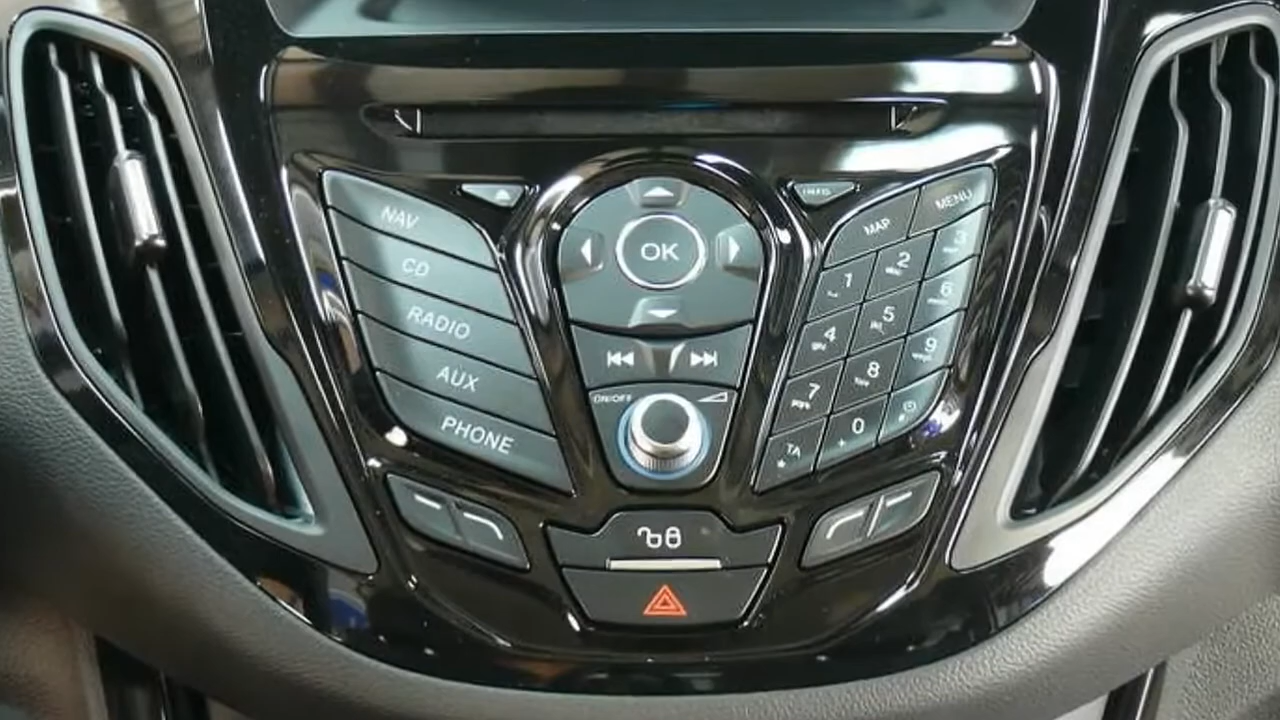 INFO
MENU
MAP
NAV
CD
RADIO
AUX
PHONE
OK
ON/OFF
1
2
3
4
5
6
7
8
9
TA
*
+ 0
#